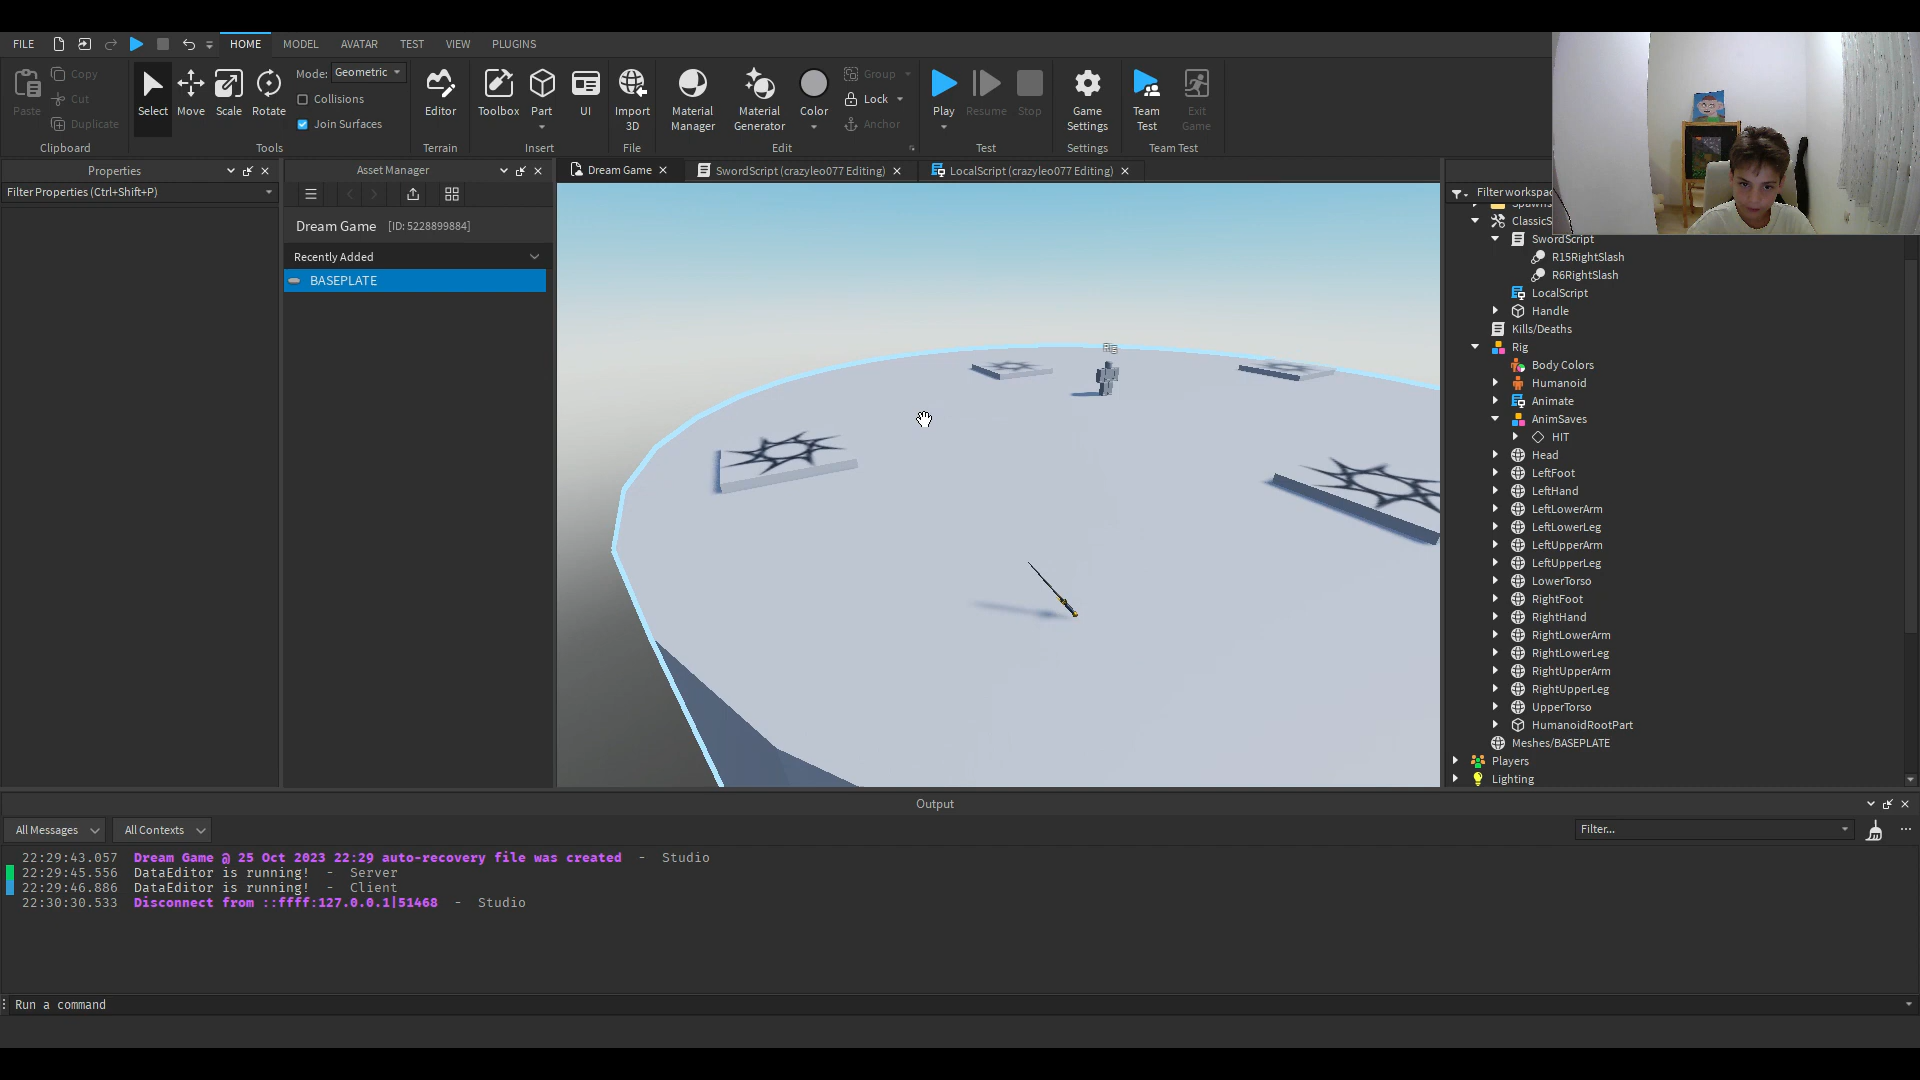 FILE HOME MODEL AVATAR TEST VIEW PLUGINS
Paste Copy Cut Duplicate
Select Move Scale Rotate
Mode: Geometric
Collisions
Join Surfaces
Editor
Toolbox Part UI
Import 3D
Material Manager Material Generator Color
Group
Lock
Anchor
Play Resume Stop
Game Settings
Team Test Exit Game
Clipboard Tools Terrain Insert File Edit Test Settings Team Test
Properties
Filter Properties (Ctrl+Shift+P)
Asset Manager
Dream Game [ID: 5228899884]
Recently Added
BASEPLATE
Dream Game SwordScript (crazyleo077 Editing) LocalScript (crazyleo077 Editing)
Rig
Filter workspac
ClassicS
SwordScript
R15RightSlash
R6RightSlash
LocalScript
Handle
Kills/Deaths
Rig
Body Colors
Humanoid
Animate
AnimSaves
HIT
Head
LeftFoot
LeftHand
LeftLowerArm
LeftLowerLeg
LeftUpperArm
LeftUpperLeg
LowerTorso
RightFoot
RightHand
RightLowerArm
RightLowerLeg
RightUpperArm
RightUpperLeg
UpperTorso
HumanoidRootPart
Meshes/BASEPLATE
Players
Lighting
Output
All Messages All Contexts Filter...
22:29:43.057 Dream Game @ 25 Oct 2023 22:29 auto-recovery file was created - Studio
22:29:45.556 DataEditor is running! - Server
22:29:46.886 DataEditor is running! - Client
22:30:30.533 Disconnect from ::ffff:127.0.0.1|51468 - Studio
Run a command